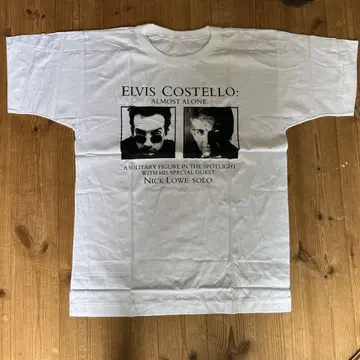 ELVIS COSTELLO:
ALMOST ALONE.
A SOLITARY FIGURE IN THE SPOTLIGHT
WITH HIS SPECIAL GUEST
NICK LOWE: SOLO.